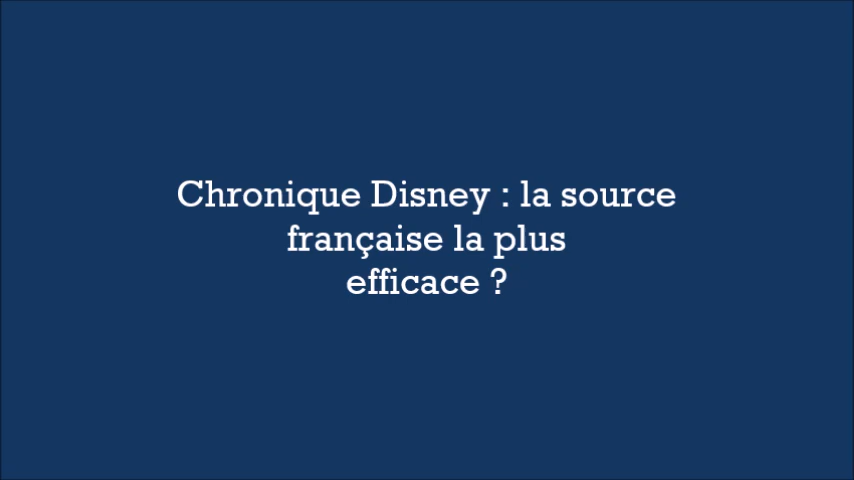 Chronique Disney : la source
française la plus
efficace ?